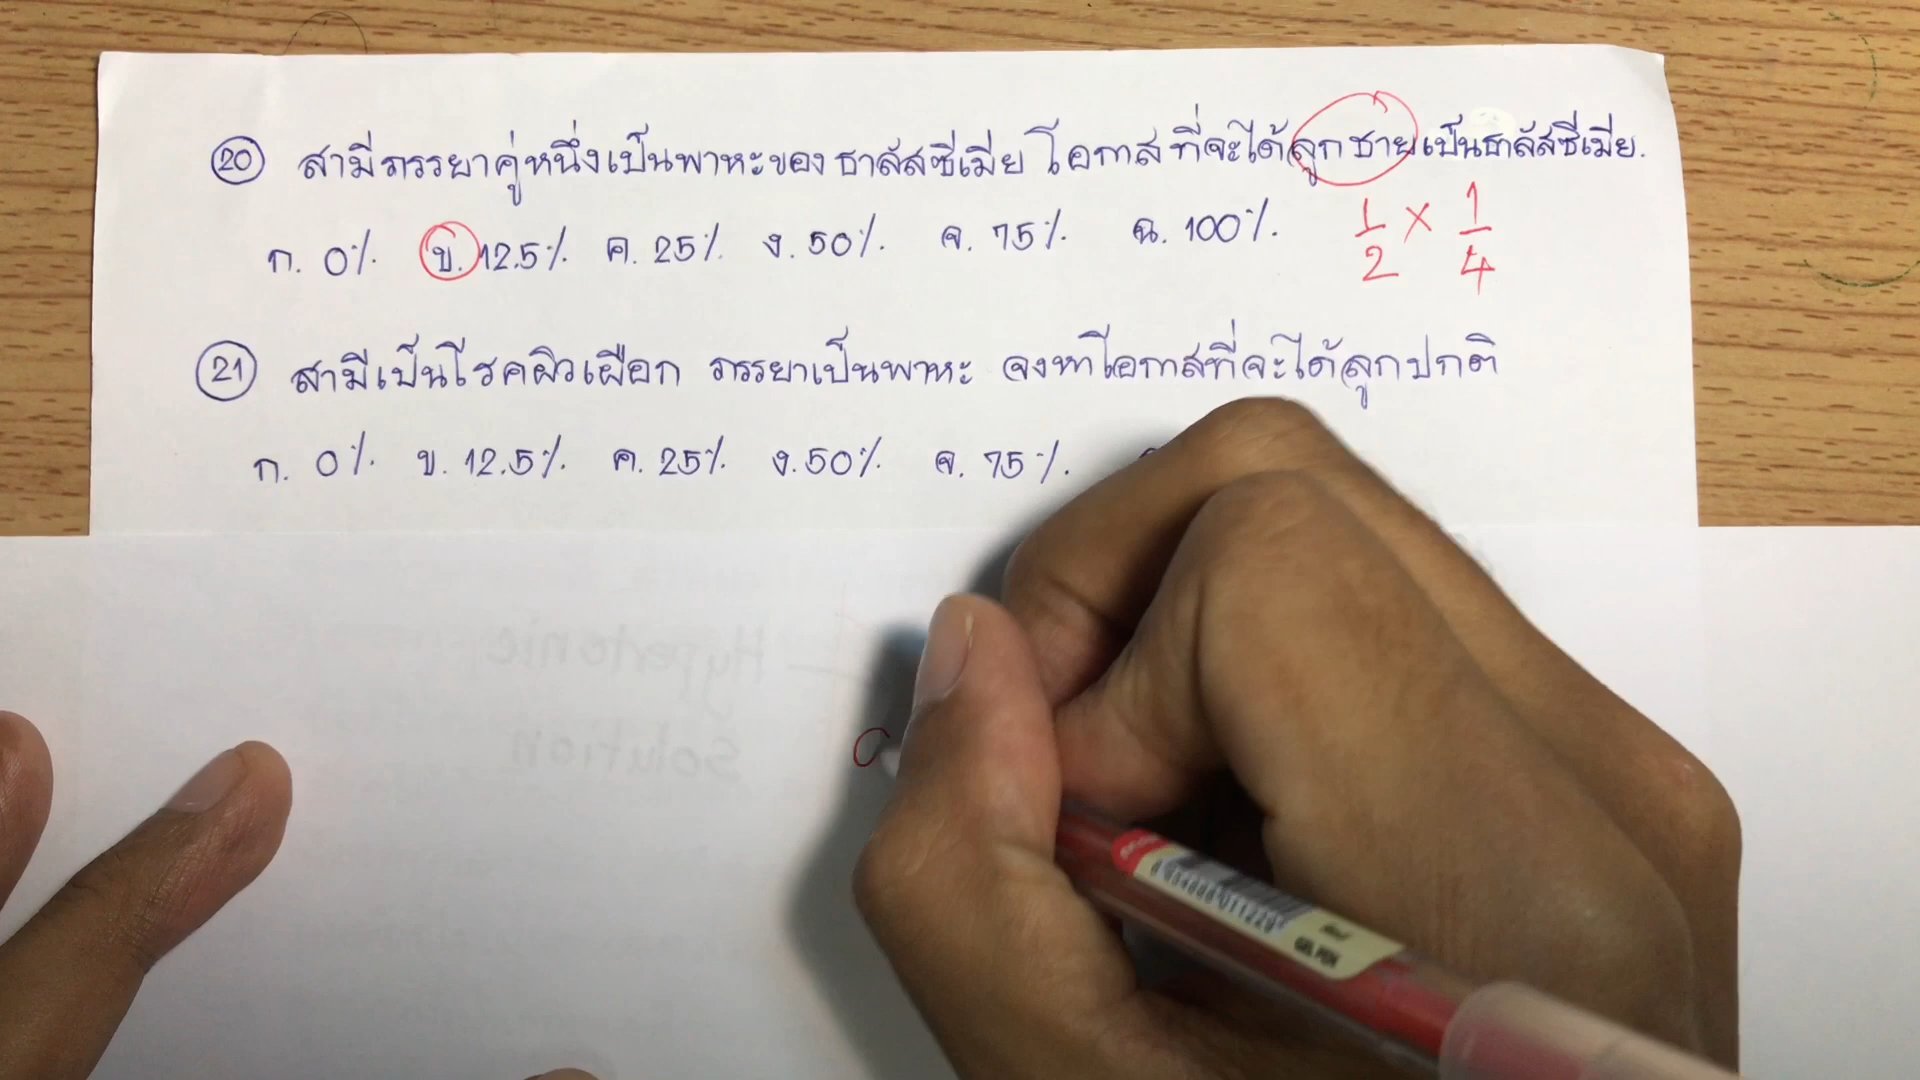 20 สามีภรรยาคู่หนึ่งเป็นพาหะของธาลัสซีเมีย โอกาสที่จะได้ลูกชายเป็นธาลัสซีเมีย.
ก. 0% ข. 12.5% ค. 25% ง. 50% จ. 75% ฉ. 100%
1/2 × 1/4
21 สามีเป็นโรคผิวเผือก ภรรยาเป็นพาหะ จงหาโอกาสที่จะได้ลูกปกติ
ก. 0% ข. 12.5% ค. 25% ง. 50% จ. 75%
Hypertonic
Solution
a
GEL PEN